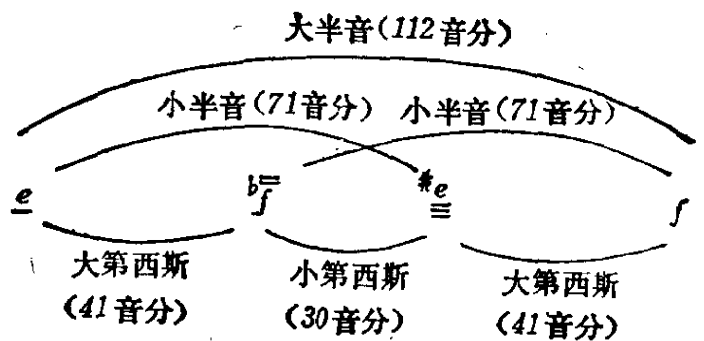 大半音(112音分)
小半音(71音分) 小半音(71音分)
e ♭f #e f
大第西斯 小第西斯 大第西斯
(41音分) (30音分) (41音分)